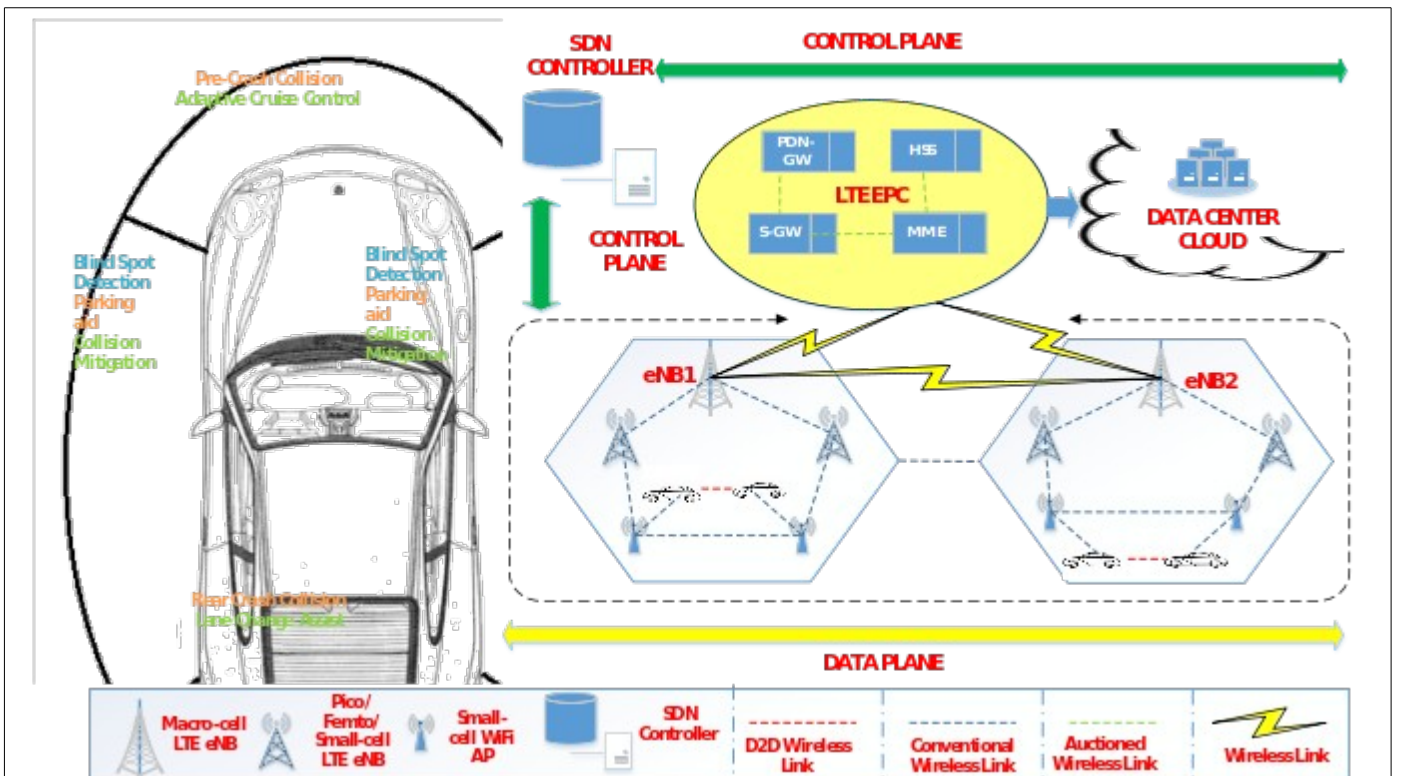 Pre-Crash Collision
Adaptive Cruise Control
Blind Spot
Detection
Parking
aid
Collision
Mitigation
Blind Spot
Detection
Parking
aid
Collision
Mitigation
Rear Crash Collision
Lane Change Assist
SDN
CONTROLLER
CONTROL PLANE
CONTROL
PLANE
PDN-
GW
HSS
LTE EPC
S-GW
MME
DATA CENTER
CLOUD
eNB1
eNB2
DATA PLANE
Macro-cell
LTE eNB
Pico/
Femto/
Small-cell
LTE eNB
Small-
cell WiFi
AP
SDN
Controller
D2D Wireless
Link
Conventional
Wireless Link
Auctioned
Wireless Link
Wireless Link